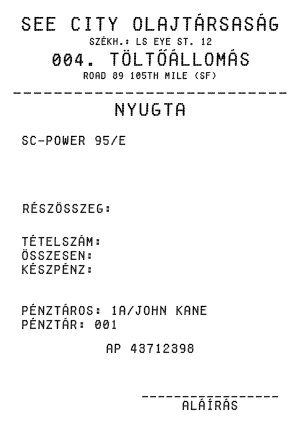 SEE CITY OLAJTÁRSASÁG
SZÉKH.: LS EYE ST. 12
004. TÖLTŐÁLLOMÁS
ROAD 89 105TH MILE (SF)
NYUGTA
SC-POWER 95/E
RÉSZÖSSZEG:
TÉTELSZÁM:
ÖSSZESEN:
KÉSZPÉNZ:
PÉNZTÁROS: 1A/JOHN KANE
PÉNZTÁR: 001
AP 43712398
ALÁÍRÁS